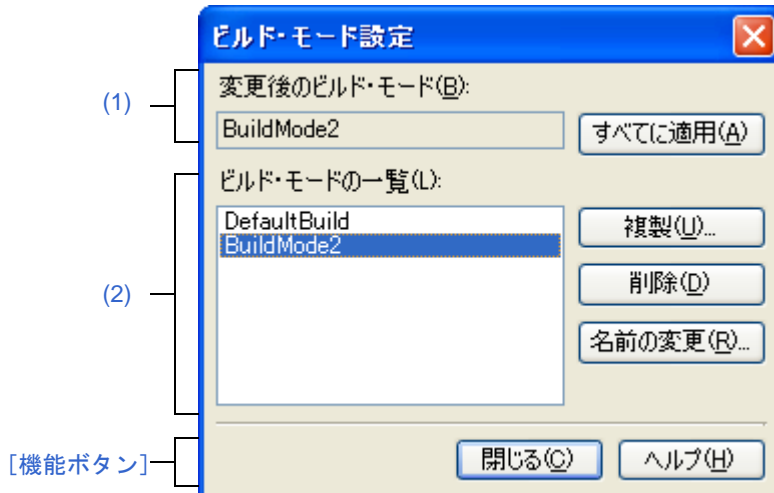 ビルド・モード設定
(1)
変更後のビルド・モード(B):
BuildMode2
すべてに適用(A)
(2)
ビルド・モードの一覧(L):
DefaultBuild
BuildMode2
複製(U)...
削除(D)
名前の変更(R)...
[機能ボタン]
閉じる(C)
ヘルプ(H)